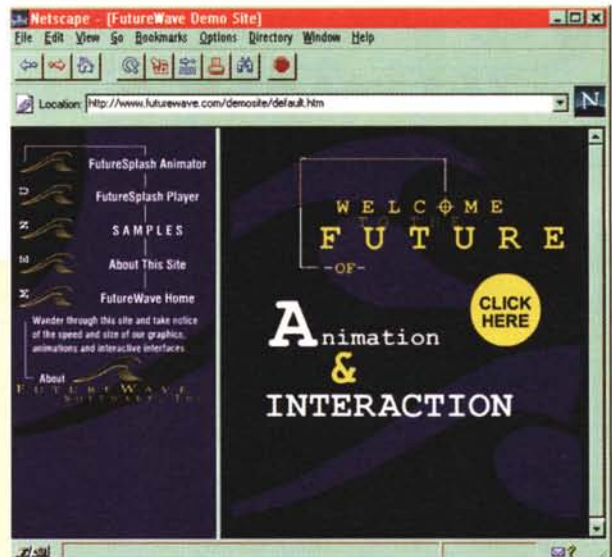 Netscape - [FutureWave Demo Site]
File Edit View Go Bookmarks Options Directory Window Help
Location: http://www.futurewave.com/demosite/default.htm
N
MENU
FutureSplash Animator
FutureSplash Player
SAMPLES
About This Site
FutureWave Home
Wander through this site and take notice
of the speed and size of our graphics,
animations and interactive interfaces.
About
FUTUREWAVE
SOFTWARE, INC
WELCOME
TO THE
FUTURE
-OF-
Animation
&
INTERACTION
CLICK
HERE